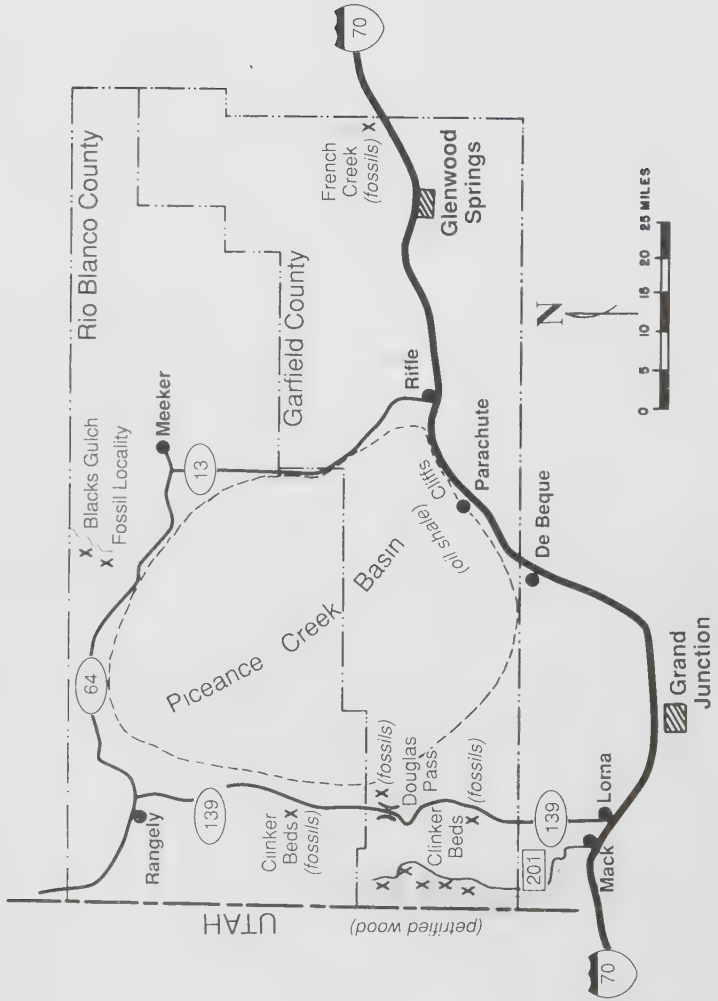 Rio Blanco County
Blacks Gulch
Fossil Locality
Meeker
64
13
Rangely
139
UTAH
Piceance Creek Basin
Garfield County
Clinker
Beds
(fossils)
(fossils)
Douglas
Pass
Clinker
Beds
(fossils)
(petrified wood)
(oil shale) Cliffs
Rifle
Parachute
De Beque
French
Creek
(fossils)
Glenwood
Springs
70
201
139
Mack
Loma
Grand
Junction
70
N
0 5 10 15 20 25 MILES